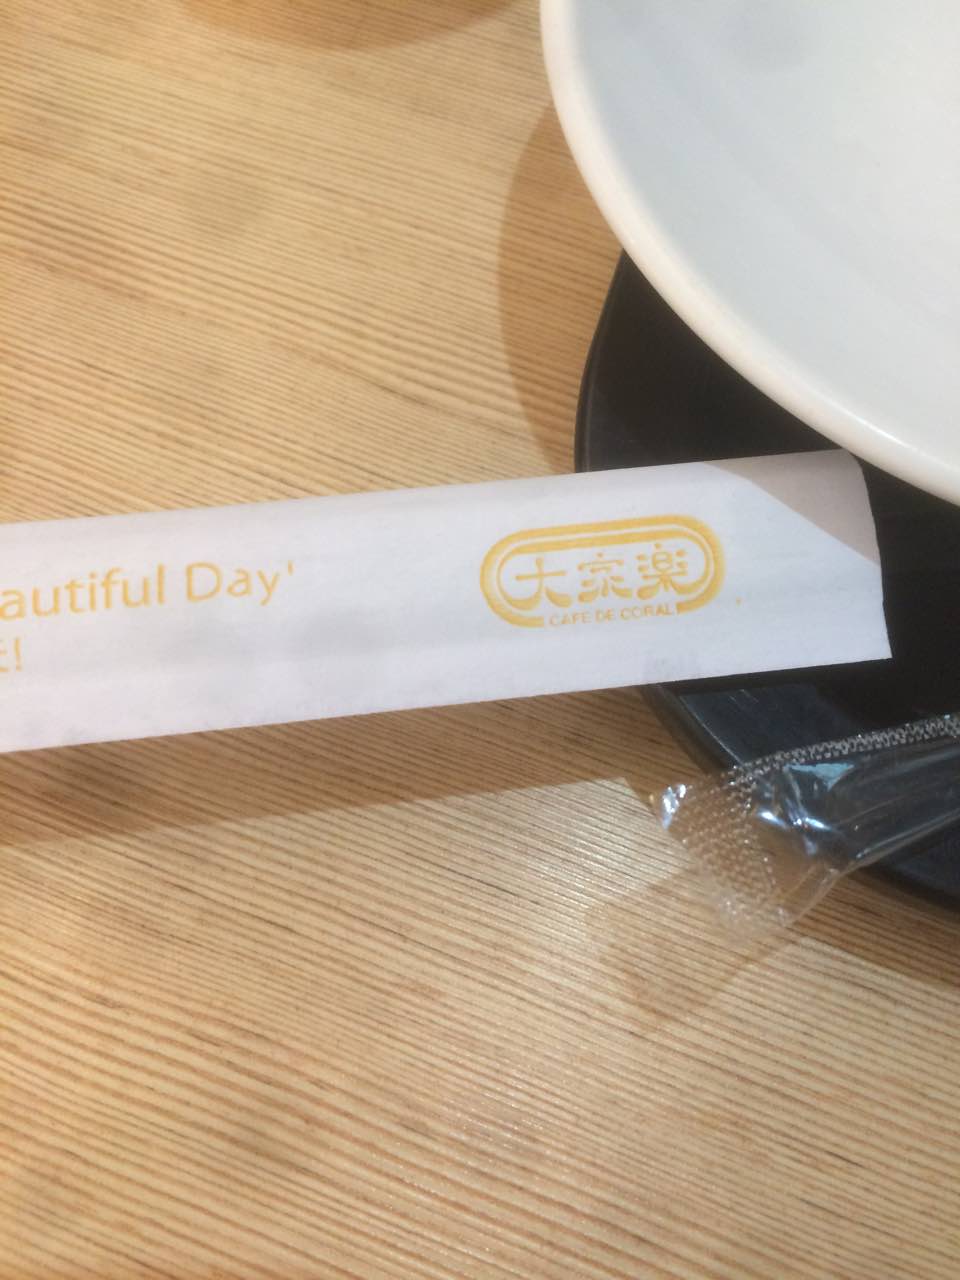 autiful Day'
!
大家樂
CAFE DE CORAL